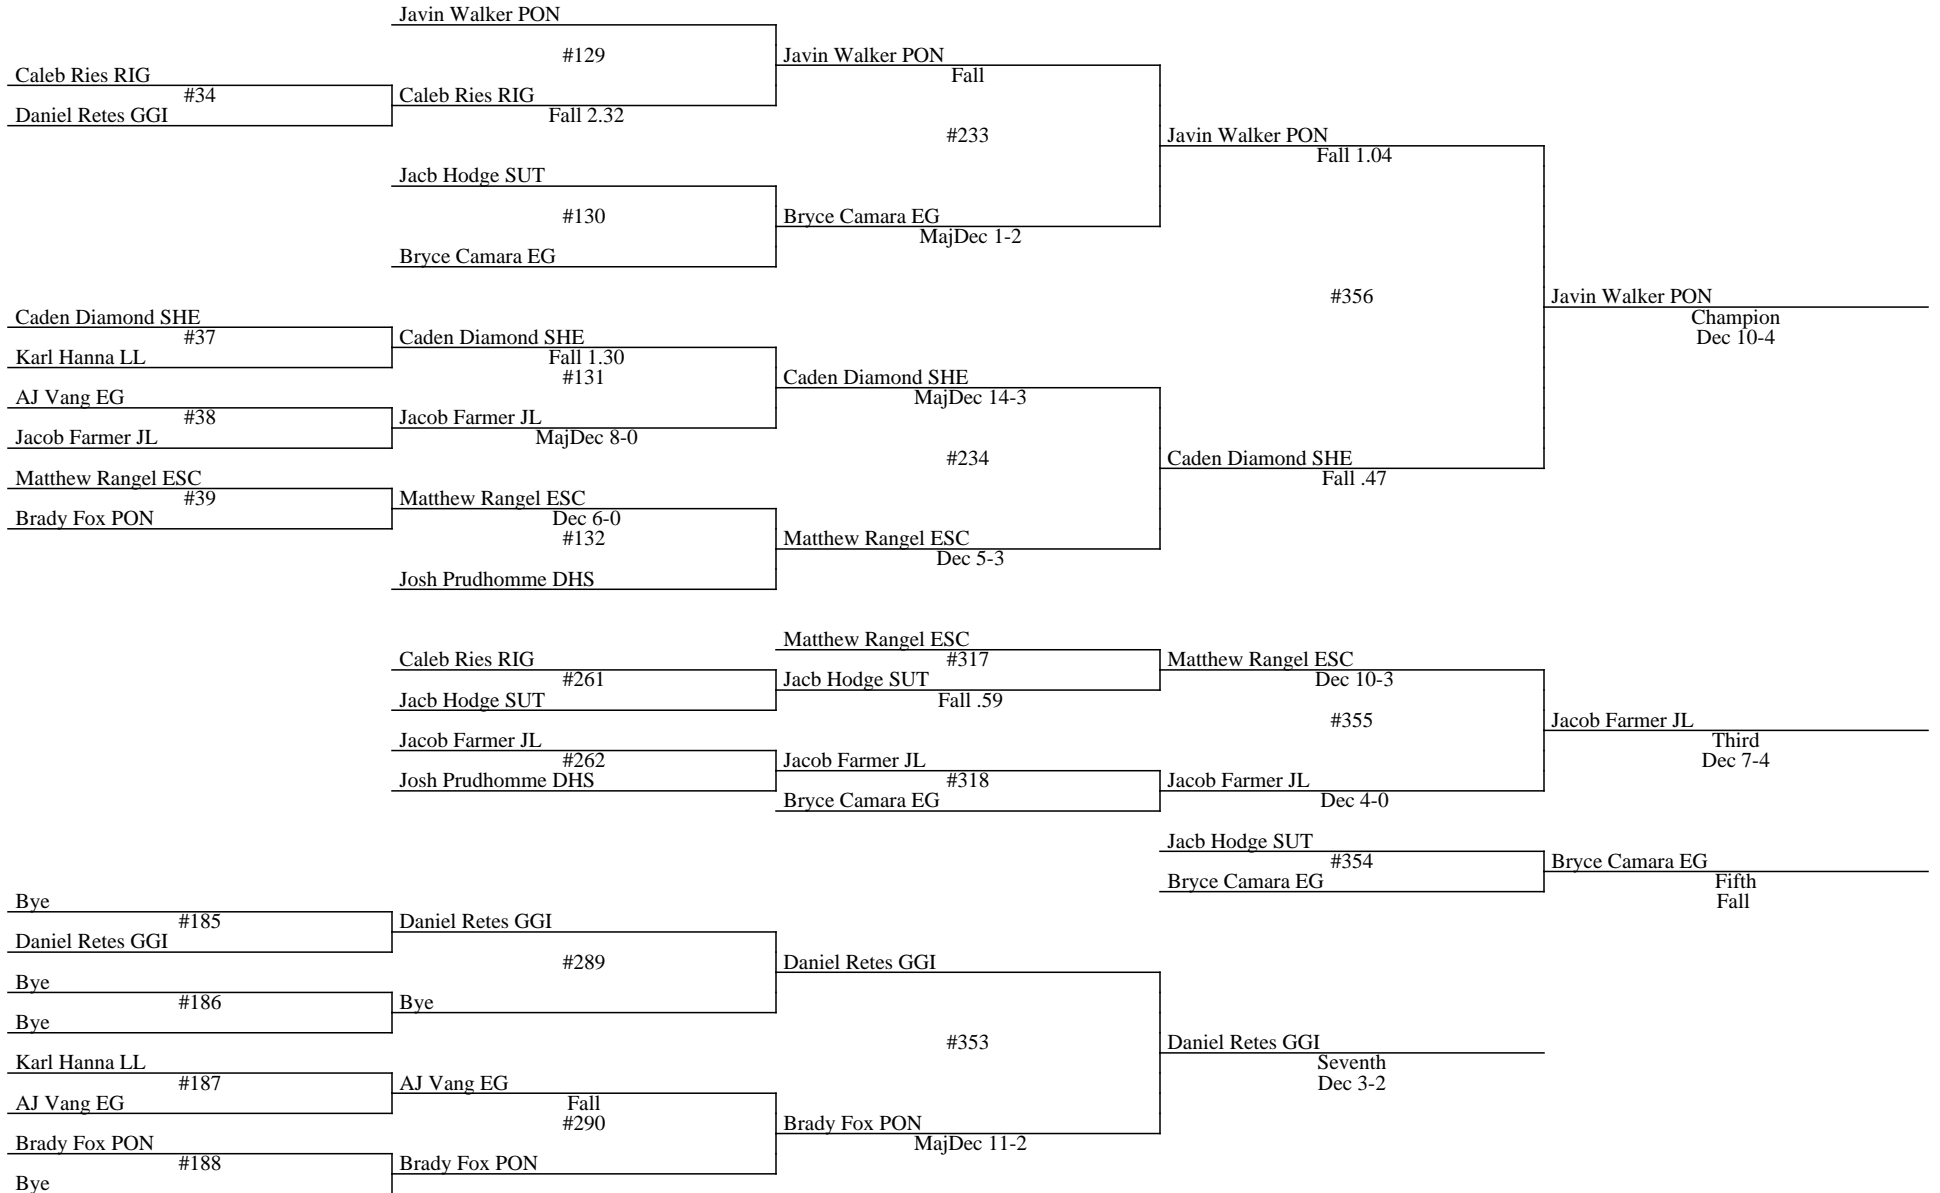 Javin Walker PON
#129
Javin Walker PON
Caleb Ries RIG
Fall
#34
Caleb Ries RIG
Daniel Retes GGI
Fall 2.32
#233
Javin Walker PON
Fall 1.04
Jacb Hodge SUT
#130
Bryce Camara EG
MajDec 1-2
Bryce Camara EG
#356
Javin Walker PON
Caden Diamond SHE
Champion
#37
Caden Diamond SHE
Dec 10-4
Karl Hanna LL
Fall 1.30
#131
Caden Diamond SHE
AJ Vang EG
MajDec 14-3
#38
Jacob Farmer JL
Jacob Farmer JL
MajDec 8-0
#234
Caden Diamond SHE
Matthew Rangel ESC
Fall .47
#39
Matthew Rangel ESC
Brady Fox PON
Dec 6-0
#132
Matthew Rangel ESC
Dec 5-3
Josh Prudhomme DHS
Matthew Rangel ESC
Caleb Ries RIG
#317
Matthew Rangel ESC
#261
Jacb Hodge SUT
Dec 10-3
Jacb Hodge SUT
Fall .59
#355
Jacob Farmer JL
Jacob Farmer JL
Third
#262
Jacob Farmer JL
Dec 7-4
Josh Prudhomme DHS
#318
Jacob Farmer JL
Bryce Camara EG
Dec 4-0
Jacb Hodge SUT
#354
Bryce Camara EG
Bryce Camara EG
Fifth
Fall
Bye
#185
Daniel Retes GGI
Daniel Retes GGI
#289
Daniel Retes GGI
Bye
#186
Bye
Bye
#353
Daniel Retes GGI
Karl Hanna LL
Seventh
#187
AJ Vang EG
Dec 3-2
AJ Vang EG
Fall
#290
Brady Fox PON
Brady Fox PON
MajDec 11-2
#188
Brady Fox PON
Bye